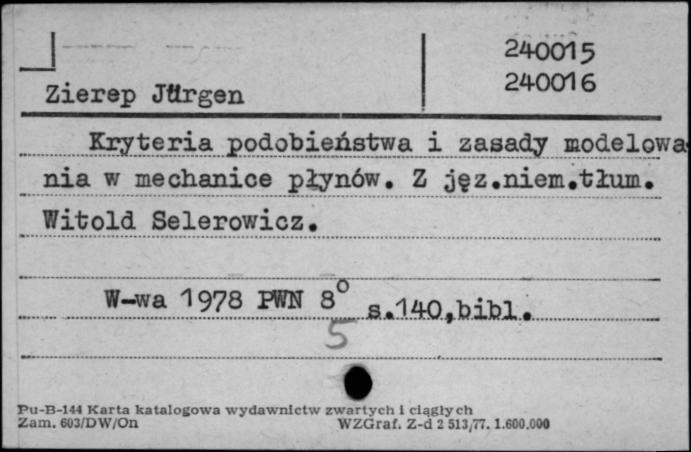 240015
240016
Zierep Jürgen
Kryteria podobieństwa i zasady modelowa
nia w mechanice płynów. Z jęz.niem.tłum.
Witold Selerowicz.
W-wa 1978 PWN 8° s.140,bibl.
5
Pu-B-144 Karta katalogowa wydawnictw zwartych i ciągłych
Zam. 603/DW/On WZGraf. Z-d 2 513/77. 1.600.000